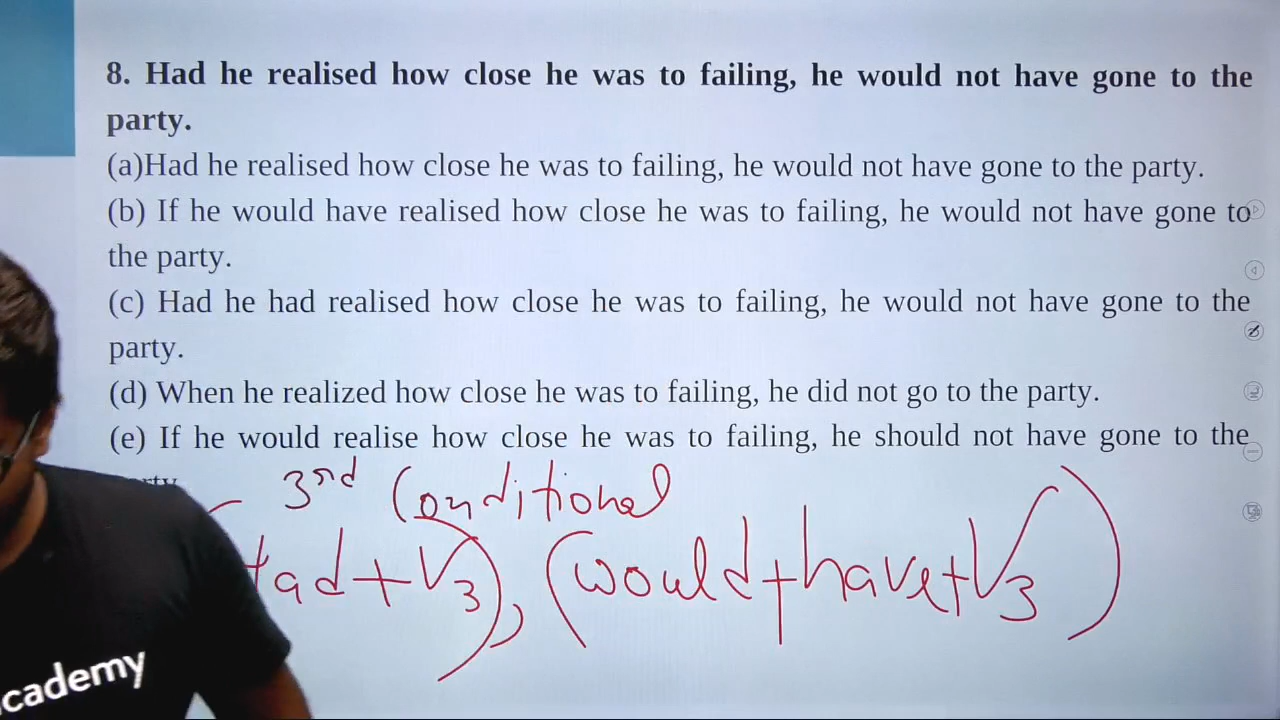 8. Had he realised how close he was to failing, he would not have gone to the
party.
(a)Had he realised how close he was to failing, he would not have gone to the party.
(b) If he would have realised how close he was to failing, he would not have gone to
the party.
(c) Had he had realised how close he was to failing, he would not have gone to the
party.
(d) When he realized how close he was to failing, he did not go to the party.
(e) If he would realise how close he was to failing, he should not have gone to the
3rd Conditional
Had+V3), (would+have+V3)
cademy